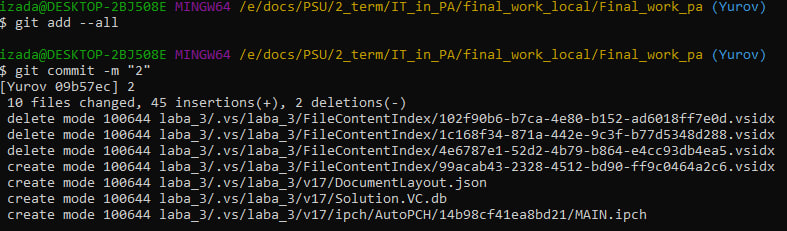 izada@DESKTOP-2BJ508E MINGW64 /e/docs/PSU/2_term/IT_in_PA/final_work_local/Final_work_pa (Yurov)
$ git add --all
izada@DESKTOP-2BJ508E MINGW64 /e/docs/PSU/2_term/IT_in_PA/final_work_local/Final_work_pa (Yurov)
$ git commit -m "2"
[Yurov 09b57ec] 2
 10 files changed, 45 insertions(+), 2 deletions(-)
 delete mode 100644 laba_3/.vs/laba_3/FileContentIndex/102f90b6-b7ca-4e80-b152-ad6018ff7e0d.vsidx
 delete mode 100644 laba_3/.vs/laba_3/FileContentIndex/1c168f34-871a-442e-9c3f-b77d5348d288.vsidx
 delete mode 100644 laba_3/.vs/laba_3/FileContentIndex/4e6787e1-52d2-4b79-b864-e4cc93db4ea5.vsidx
 create mode 100644 laba_3/.vs/laba_3/FileContentIndex/99acab43-2328-4512-bd90-ff9c0464a2c6.vsidx
 create mode 100644 laba_3/.vs/laba_3/v17/DocumentLayout.json
 create mode 100644 laba_3/.vs/laba_3/v17/Solution.VC.db
 create mode 100644 laba_3/.vs/laba_3/v17/ipch/AutoPCH/14b98cf41ea8bd21/MAIN.ipch